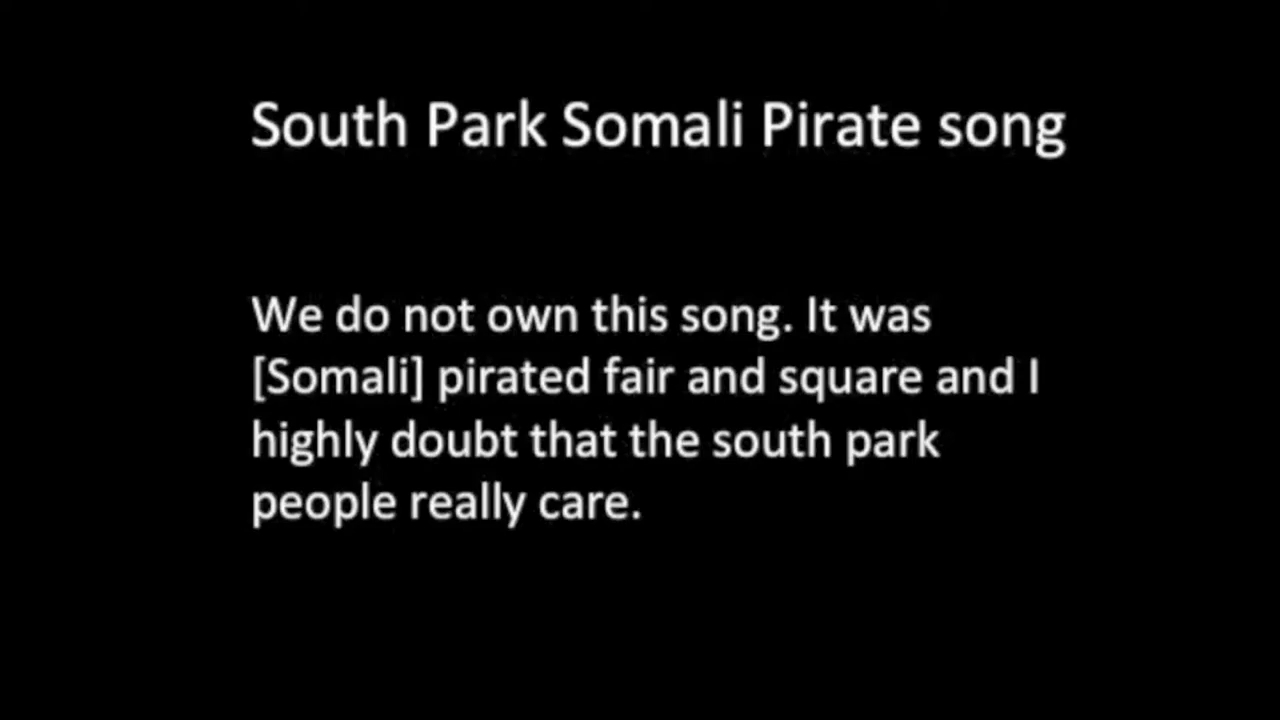 South Park Somali Pirate song
We do not own this song. It was
[Somali] pirated fair and square and I
highly doubt that the south park
people really care.